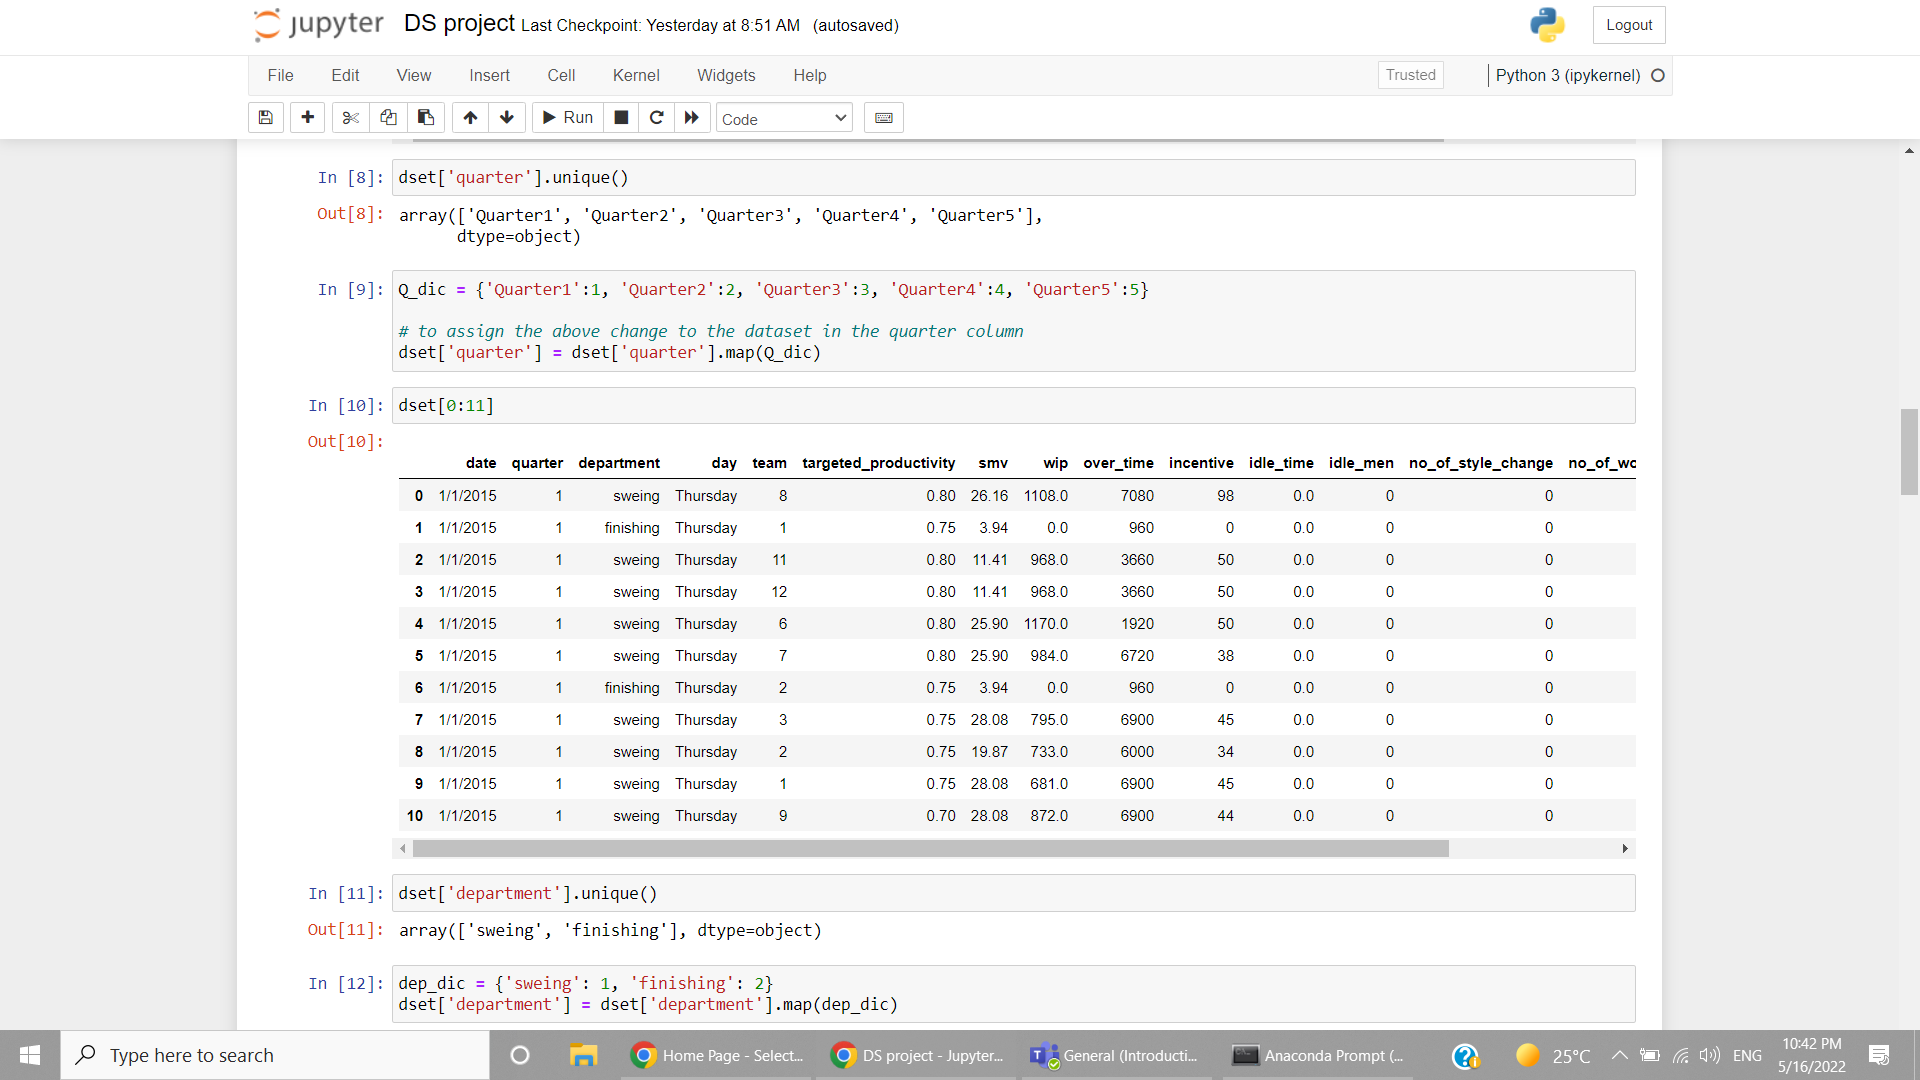 jupyter DS project Last Checkpoint: Yesterday at 8:51 AM (autosaved) Logout
File Edit View Insert Cell Kernel Widgets Help Trusted Python 3 (ipykernel)
Run Code
In [8]: dset['quarter'].unique()
Out[8]: array(['Quarter1', 'Quarter2', 'Quarter3', 'Quarter4', 'Quarter5'],
dtype=object)
In [9]: Q_dic = {'Quarter1':1, 'Quarter2':2, 'Quarter3':3, 'Quarter4':4, 'Quarter5':5}
# to assign the above change to the dataset in the quarter column
dset['quarter'] = dset['quarter'].map(Q_dic)
In [10]: dset[0:11]
Out[10]:
date quarter department day team targeted_productivity smv wip over_time incentive idle_time idle_men no_of_style_change no_of_wo
0 1/1/2015 1 sweing Thursday 8 0.80 26.16 1108.0 7080 98 0.0 0 0
1 1/1/2015 1 finishing Thursday 1 0.75 3.94 0.0 960 0 0.0 0 0
2 1/1/2015 1 sweing Thursday 11 0.80 11.41 968.0 3660 50 0.0 0 0
3 1/1/2015 1 sweing Thursday 12 0.80 11.41 968.0 3660 50 0.0 0 0
4 1/1/2015 1 sweing Thursday 6 0.80 25.90 1170.0 1920 50 0.0 0 0
5 1/1/2015 1 sweing Thursday 7 0.80 25.90 984.0 6720 38 0.0 0 0
6 1/1/2015 1 finishing Thursday 2 0.75 3.94 0.0 960 0 0.0 0 0
7 1/1/2015 1 sweing Thursday 3 0.75 28.08 795.0 6900 45 0.0 0 0
8 1/1/2015 1 sweing Thursday 2 0.75 19.87 733.0 6000 34 0.0 0 0
9 1/1/2015 1 sweing Thursday 1 0.75 28.08 681.0 6900 45 0.0 0 0
10 1/1/2015 1 sweing Thursday 9 0.70 28.08 872.0 6900 44 0.0 0 0
In [11]: dset['department'].unique()
Out[11]: array(['sweing', 'finishing'], dtype=object)
In [12]: dep_dic = {'sweing': 1, 'finishing': 2}
dset['department'] = dset['department'].map(dep_dic)
Type here to search Home Page - Select... DS project - Jupyter... General (Introducti... Anaconda Prompt (... 25°C ENG 10:42 PM
5/16/2022